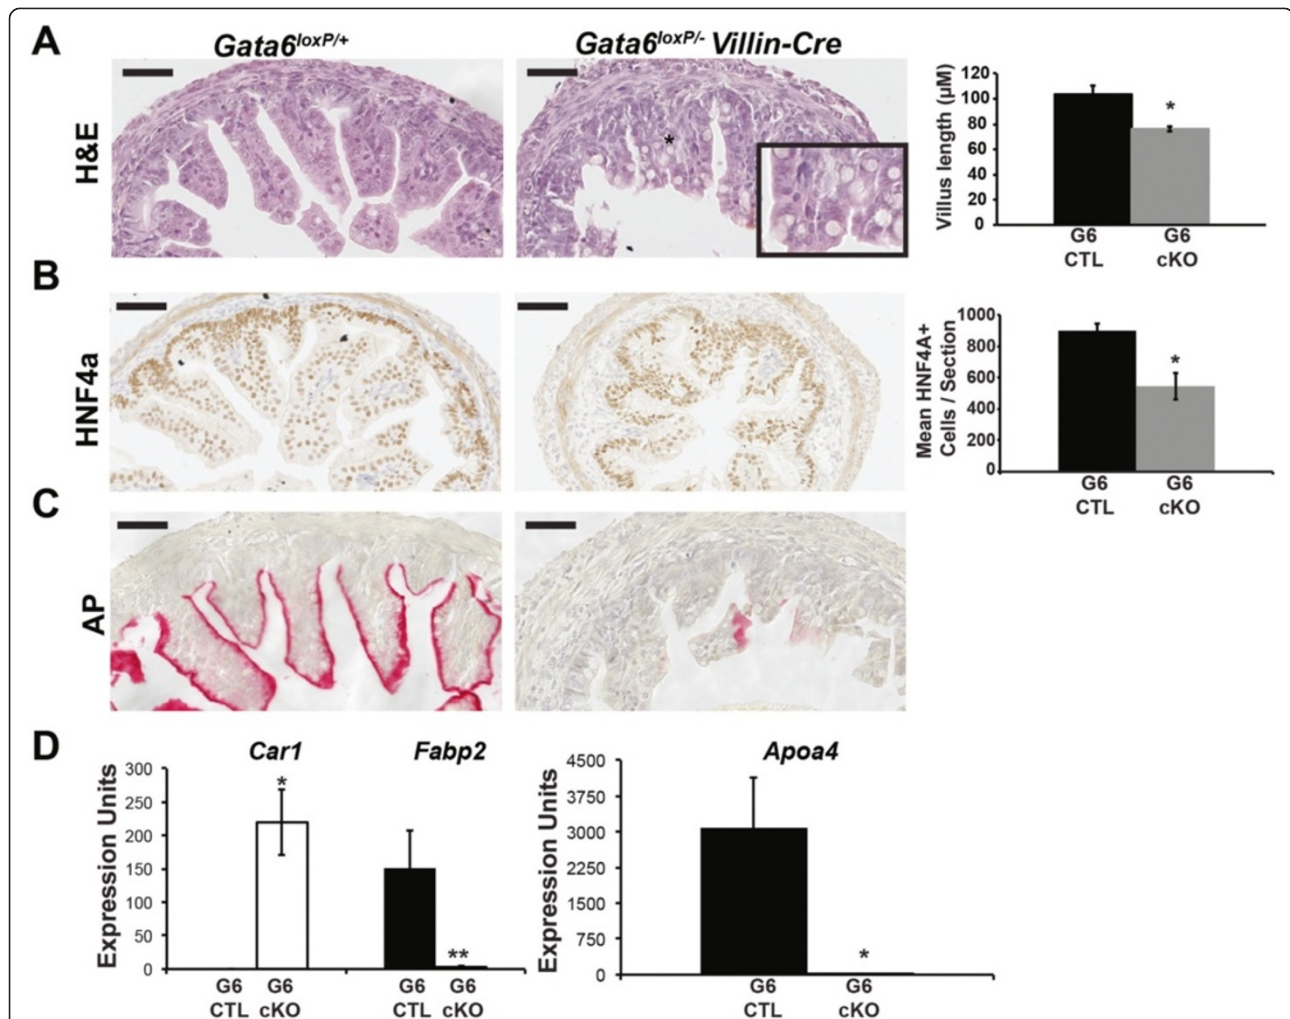 A
Gata6loxP/+
Gata6loxP/- Villin-Cre
H&E
*
Villus length (µM)
120
100
80
60
40
20
0
*
G6 CTL
G6 cKO
B
HNF4a
Mean HNF4A+
Cells / Section
1000
800
600
400
200
0
*
G6 CTL
G6 cKO
C
AP
D
Car1
Fabp2
Expression Units
300
250
200
150
100
50
0
*
**
G6 CTL
G6 cKO
G6 CTL
G6 cKO
Apoa4
Expression Units
4500
3750
3000
2250
1500
750
0
*
G6 CTL
G6 cKO